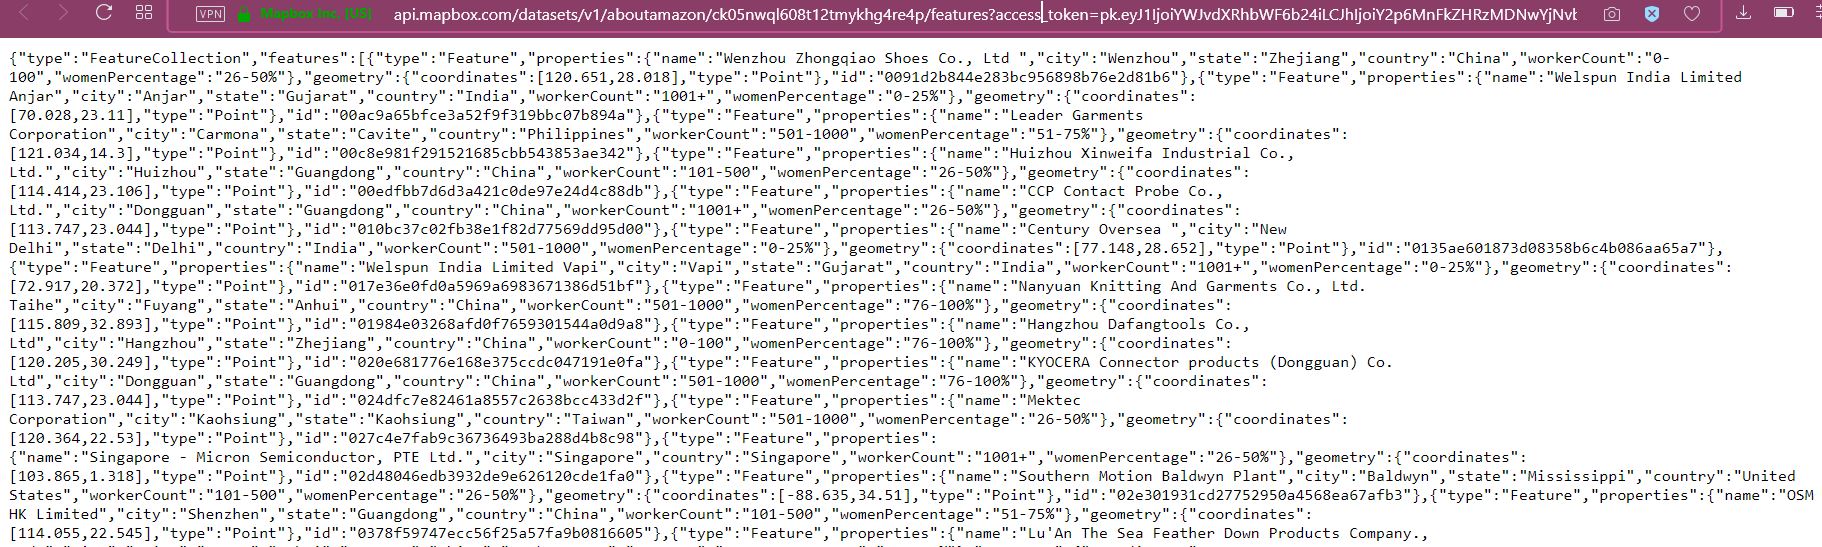 VPN Mapbox Inc. [US] api.mapbox.com/datasets/v1/aboutamazon/ck05nwql608t12tmykhg4re4p/features?access_token=pk.eyJ1IjoiYWJvdXRhbWF6b24iLCJhIjoiY2p6MnFkZHRzMDNwYjNvb
{"type":"FeatureCollection","features":[{"type":"Feature","properties":{"name":"Wenzhou Zhongqiao Shoes Co., Ltd ","city":"Wenzhou","state":"Zhejiang","country":"China","workerCount":"0-
100","womenPercentage":"26-50%"},"geometry":{"coordinates":[120.651,28.018],"type":"Point"},"id":"0091d2b844e283bc956898b76e2d81b6"},{"type":"Feature","properties":{"name":"Welspun India Limited
Anjar","city":"Anjar","state":"Gujarat","country":"India","workerCount":"1001+","womenPercentage":"0-25%"},"geometry":{"coordinates":
[70.028,23.11],"type":"Point"},"id":"00ac9a65bfce3a52f9f319bbc07b894a"},{"type":"Feature","properties":{"name":"Leader Garments
Corporation","city":"Carmona","state":"Cavite","country":"Philippines","workerCount":"501-1000","womenPercentage":"51-75%"},"geometry":{"coordinates":
[121.034,14.3],"type":"Point"},"id":"00c8e981f291521685cbb543853ae342"},{"type":"Feature","properties":{"name":"Huizhou Xinweifa Industrial Co.,
Ltd.","city":"Huizhou","state":"Guangdong","country":"China","workerCount":"101-500","womenPercentage":"26-50%"},"geometry":{"coordinates":
[114.414,23.106],"type":"Point"},"id":"00edfbb7d6d3a421c0de97e24d4c88db"},{"type":"Feature","properties":{"name":"CCP Contact Probe Co.,
Ltd.","city":"Dongguan","state":"Guangdong","country":"China","workerCount":"1001+","womenPercentage":"26-50%"},"geometry":{"coordinates":
[113.747,23.044],"type":"Point"},"id":"010bc37c02fb38e1f82d77569dd95d00"},{"type":"Feature","properties":{"name":"Century Oversea ","city":"New
Delhi","state":"Delhi","country":"India","workerCount":"501-1000","womenPercentage":"0-25%"},"geometry":{"coordinates":[77.148,28.652],"type":"Point"},"id":"0135ae601873d08358b6c4b086aa65a7"},
{"type":"Feature","properties":{"name":"Welspun India Limited Vapi","city":"Vapi","state":"Gujarat","country":"India","workerCount":"1001+","womenPercentage":"0-25%"},"geometry":{"coordinates":
[72.917,20.372],"type":"Point"},"id":"017e36e0fd0a5969a6983671386d51bf"},{"type":"Feature","properties":{"name":"Nanyuan Knitting And Garments Co., Ltd.
Taihe","city":"Fuyang","state":"Anhui","country":"China","workerCount":"501-1000","womenPercentage":"76-100%"},"geometry":{"coordinates":
[115.809,32.893],"type":"Point"},"id":"01984e03268afd0f7659301544a0d9a8"},{"type":"Feature","properties":{"name":"Hangzhou Dafangtools Co.,
Ltd","city":"Hangzhou","state":"Zhejiang","country":"China","workerCount":"0-100","womenPercentage":"76-100%"},"geometry":{"coordinates":
[120.205,30.249],"type":"Point"},"id":"020e681776e168e375ccdc047191e0fa"},{"type":"Feature","properties":{"name":"KYOCERA Connector products (Dongguan) Co.
Ltd","city":"Dongguan","state":"Guangdong","country":"China","workerCount":"501-1000","womenPercentage":"76-100%"},"geometry":{"coordinates":
[113.747,23.044],"type":"Point"},"id":"024dfc7e82461a8557c2638bcc433d2f"},{"type":"Feature","properties":{"name":"Mektec
Corporation","city":"Kaohsiung","state":"Kaohsiung","country":"Taiwan","workerCount":"501-1000","womenPercentage":"26-50%"},"geometry":{"coordinates":
[120.364,22.53],"type":"Point"},"id":"027c4e7fab9c36736493ba288d4b8c98"},{"type":"Feature","properties":
{"name":"Singapore - Micron Semiconductor, PTE Ltd.","city":"Singapore","country":"Singapore","workerCount":"1001+","womenPercentage":"26-50%"},"geometry":{"coordinates":
[103.865,1.318],"type":"Point"},"id":"02d48046edb3932de9e626120cde1fa0"},{"type":"Feature","properties":{"name":"Southern Motion Baldwyn Plant","city":"Baldwyn","state":"Mississippi","country":"United
States","workerCount":"101-500","womenPercentage":"26-50%"},"geometry":{"coordinates":[-88.635,34.51],"type":"Point"},"id":"02e301931cd27752950a4568ea67afb3"},{"type":"Feature","properties":{"name":"OSM
HK Limited","city":"Shenzhen","state":"Guangdong","country":"China","workerCount":"101-500","womenPercentage":"51-75%"},"geometry":{"coordinates":
[114.055,22.545],"type":"Point"},"id":"0378f59747ecc56f25a57fa9b0816605"},{"type":"Feature","properties":{"name":"Lu'An The Sea Feather Down Products Company.,